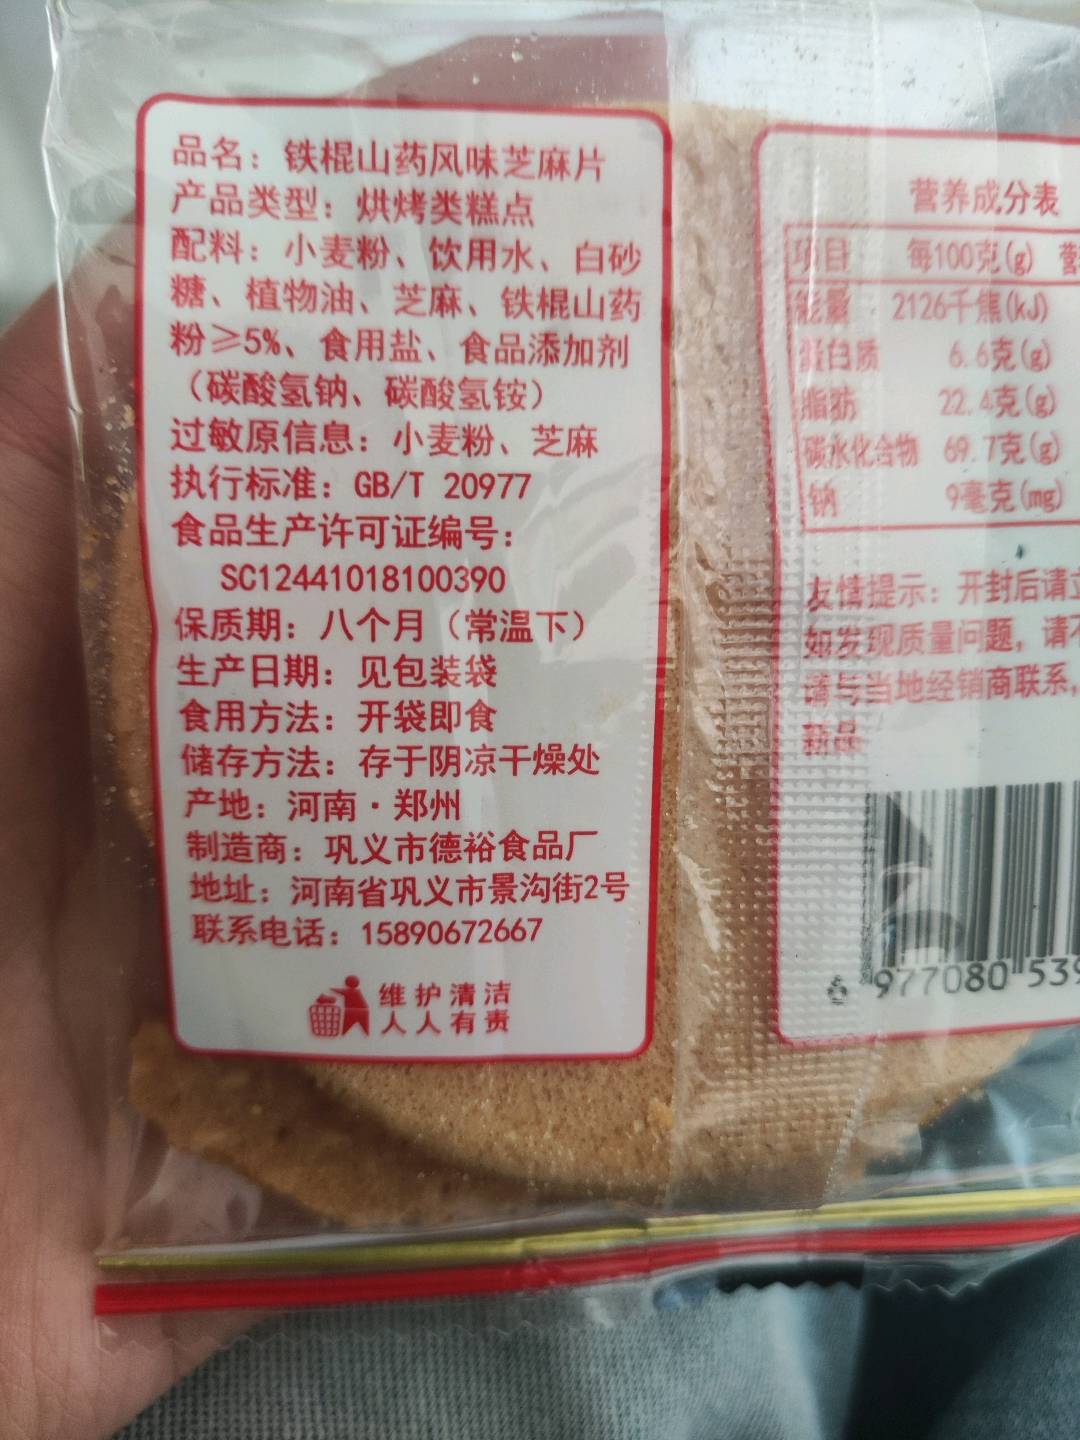 品名：铁棍山药风味芝麻片
产品类型：烘烤类糕点
配料：小麦粉、饮用水、白砂
糖、植物油、芝麻、铁棍山药
粉≥5%、食用盐、食品添加剂
（碳酸氢钠、碳酸氢铵）
过敏原信息：小麦粉、芝麻
执行标准：GB/T 20977
食品生产许可证编号：
SC12441018100390
保质期：八个月（常温下）
生产日期：见包装袋
食用方法：开袋即食
储存方法：存于阴凉干燥处
产地：河南·郑州
制造商：巩义市德裕食品厂
地址：河南省巩义市景沟街2号
联系电话：15890672667
维护清洁
人人有责
营养成分表
项目 每100克(g) 营
能量 2126千焦(kJ)
蛋白质 6.6克(g)
脂肪 22.4克(g)
碳水化合物 69.7克(g)
钠 9毫克(mg)
友情提示：开封后请立
如发现质量问题，请不
请与当地经销商联系，
新品
977080 539